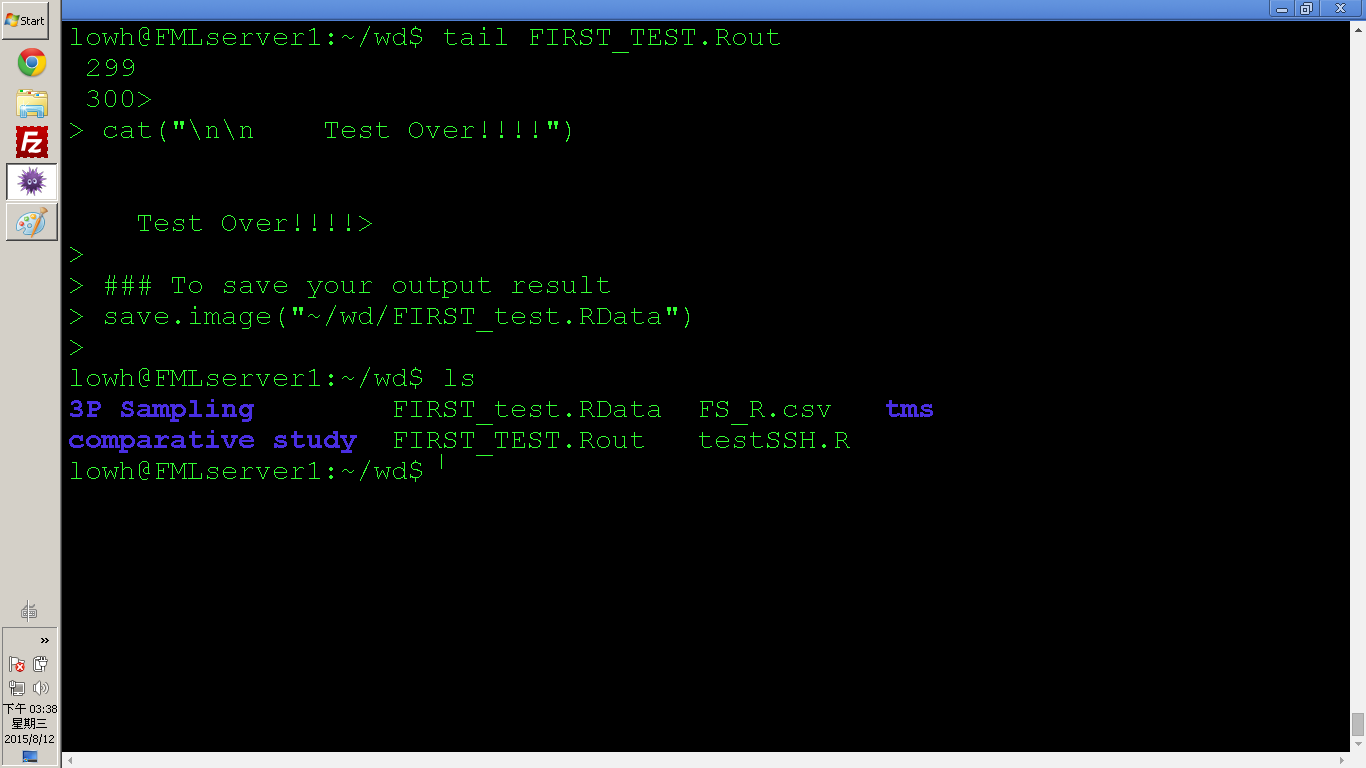 Start
lowh@FMLserver1:~/wd$ tail FIRST_TEST.Rout
299
300>
> cat("\n\n    Test Over!!!!")
Test Over!!!!>
>
> ### To save your output result
> save.image("~/wd/FIRST_test.RData")
>
lowh@FMLserver1:~/wd$ ls
3P Sampling        FIRST_test.RData  FS_R.csv   tms
comparative study  FIRST_TEST.Rout   testSSH.R
lowh@FMLserver1:~/wd$
Fz
»
下午 03:38
星期三
2015/8/12